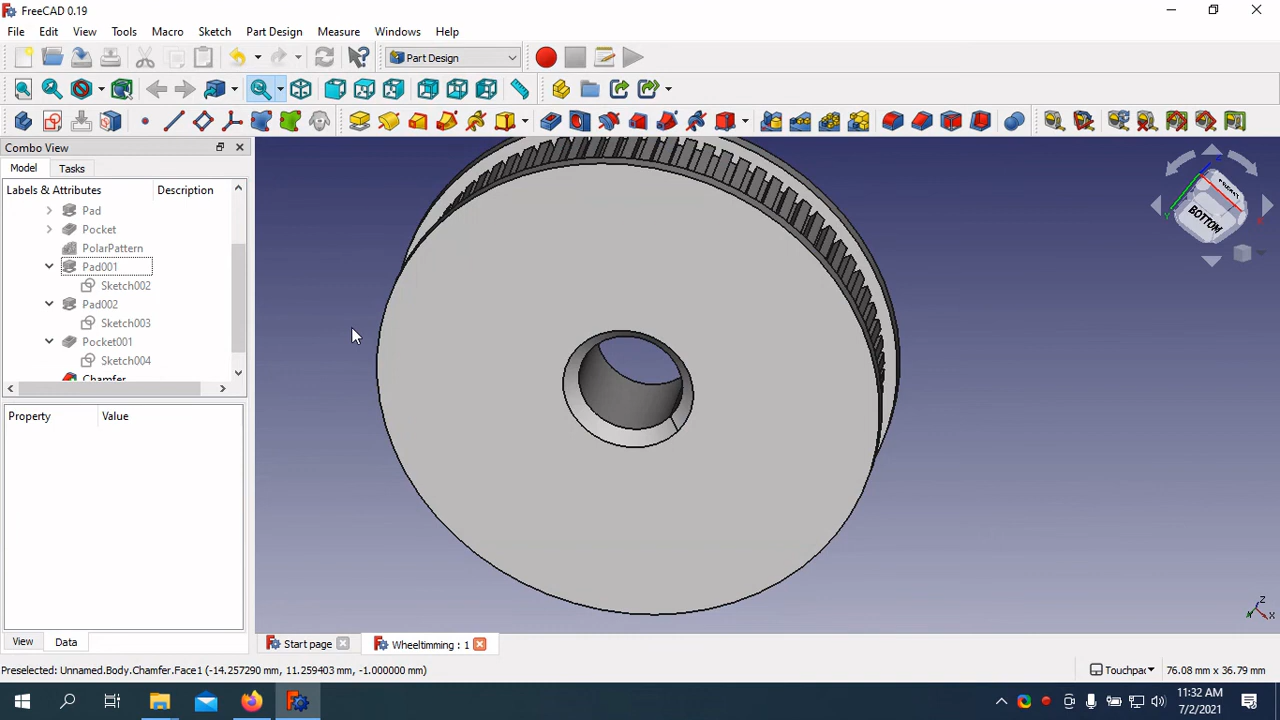 FreeCAD 0.19
File Edit View Tools Macro Sketch Part Design Measure Windows Help
Part Design
Combo View
Model Tasks
Labels & Attributes Description
Pad
Pocket
PolarPattern
Pad001
Sketch002
Pad002
Sketch003
Pocket001
Sketch004
Chamfer
Property Value
View Data
BOTTOM
Z
X
Start page
Wheeltimming : 1
Preselected: Unnamed.Body.Chamfer.Face1 (-14.257290 mm, 11.259403 mm, -1.000000 mm)
Touchpa
76.08 mm x 36.79 mm
11:32 AM
7/2/2021